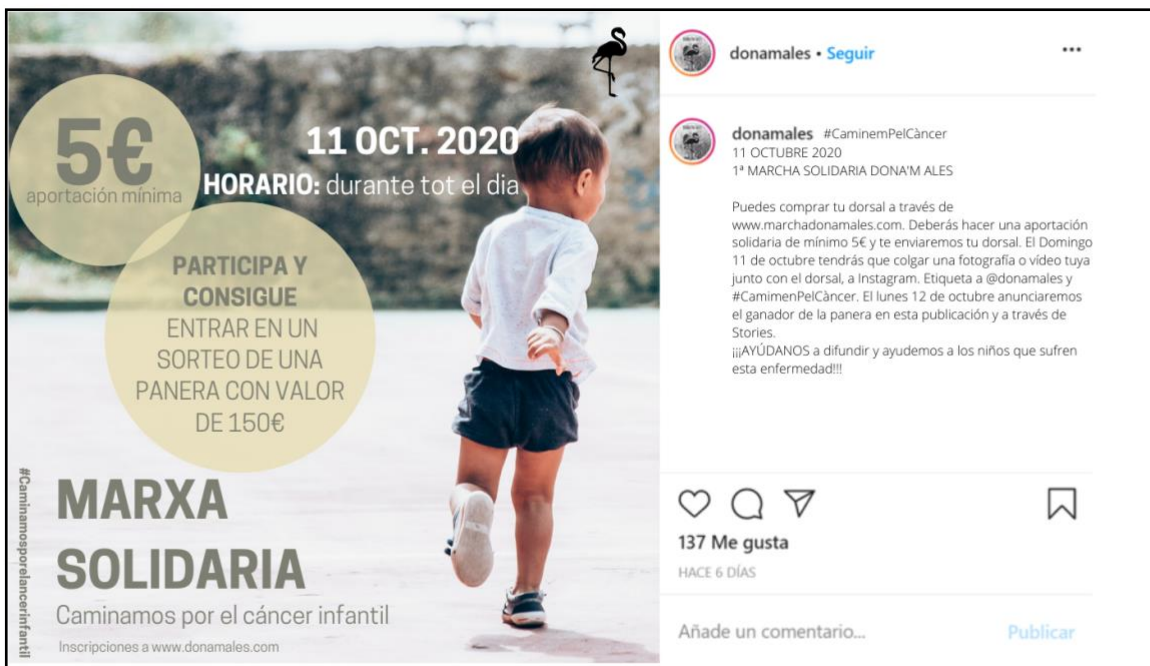 5€
aportación mínima
11 OCT. 2020
HORARIO: durante tot el dia
PARTICIPA Y
CONSIGUE
ENTRAR EN UN
SORTEO DE UNA
PANERA CON VALOR
DE 150€
#Caminamosporelancerinfantil
MARXA
SOLIDARIA
Caminamos por el cáncer infantil
Inscripciones a www.donamales.com
donamales • Seguir
donamales #CaminemPelCàncer
11 OCTUBRE 2020
1ª MARCHA SOLIDARIA DONA'M ALES
Puedes comprar tu dorsal a través de
www.marchadonamales.com. Deberás hacer una aportación
solidaria de mínimo 5€ y te enviaremos tu dorsal. El Domingo
11 de octubre tendrás que colgar una fotografía o vídeo tuya
junto con el dorsal, a Instagram. Etiqueta a @donamales y
#CamimenPelCàncer. El lunes 12 de octubre anunciaremos
el ganador de la panera en esta publicación y a través de
Stories.
¡¡¡AYÚDANOS a difundir y ayudemos a los niños que sufren
esta enfermedad!!!
137 Me gusta
HACE 6 DÍAS
Añade un comentario... Publicar